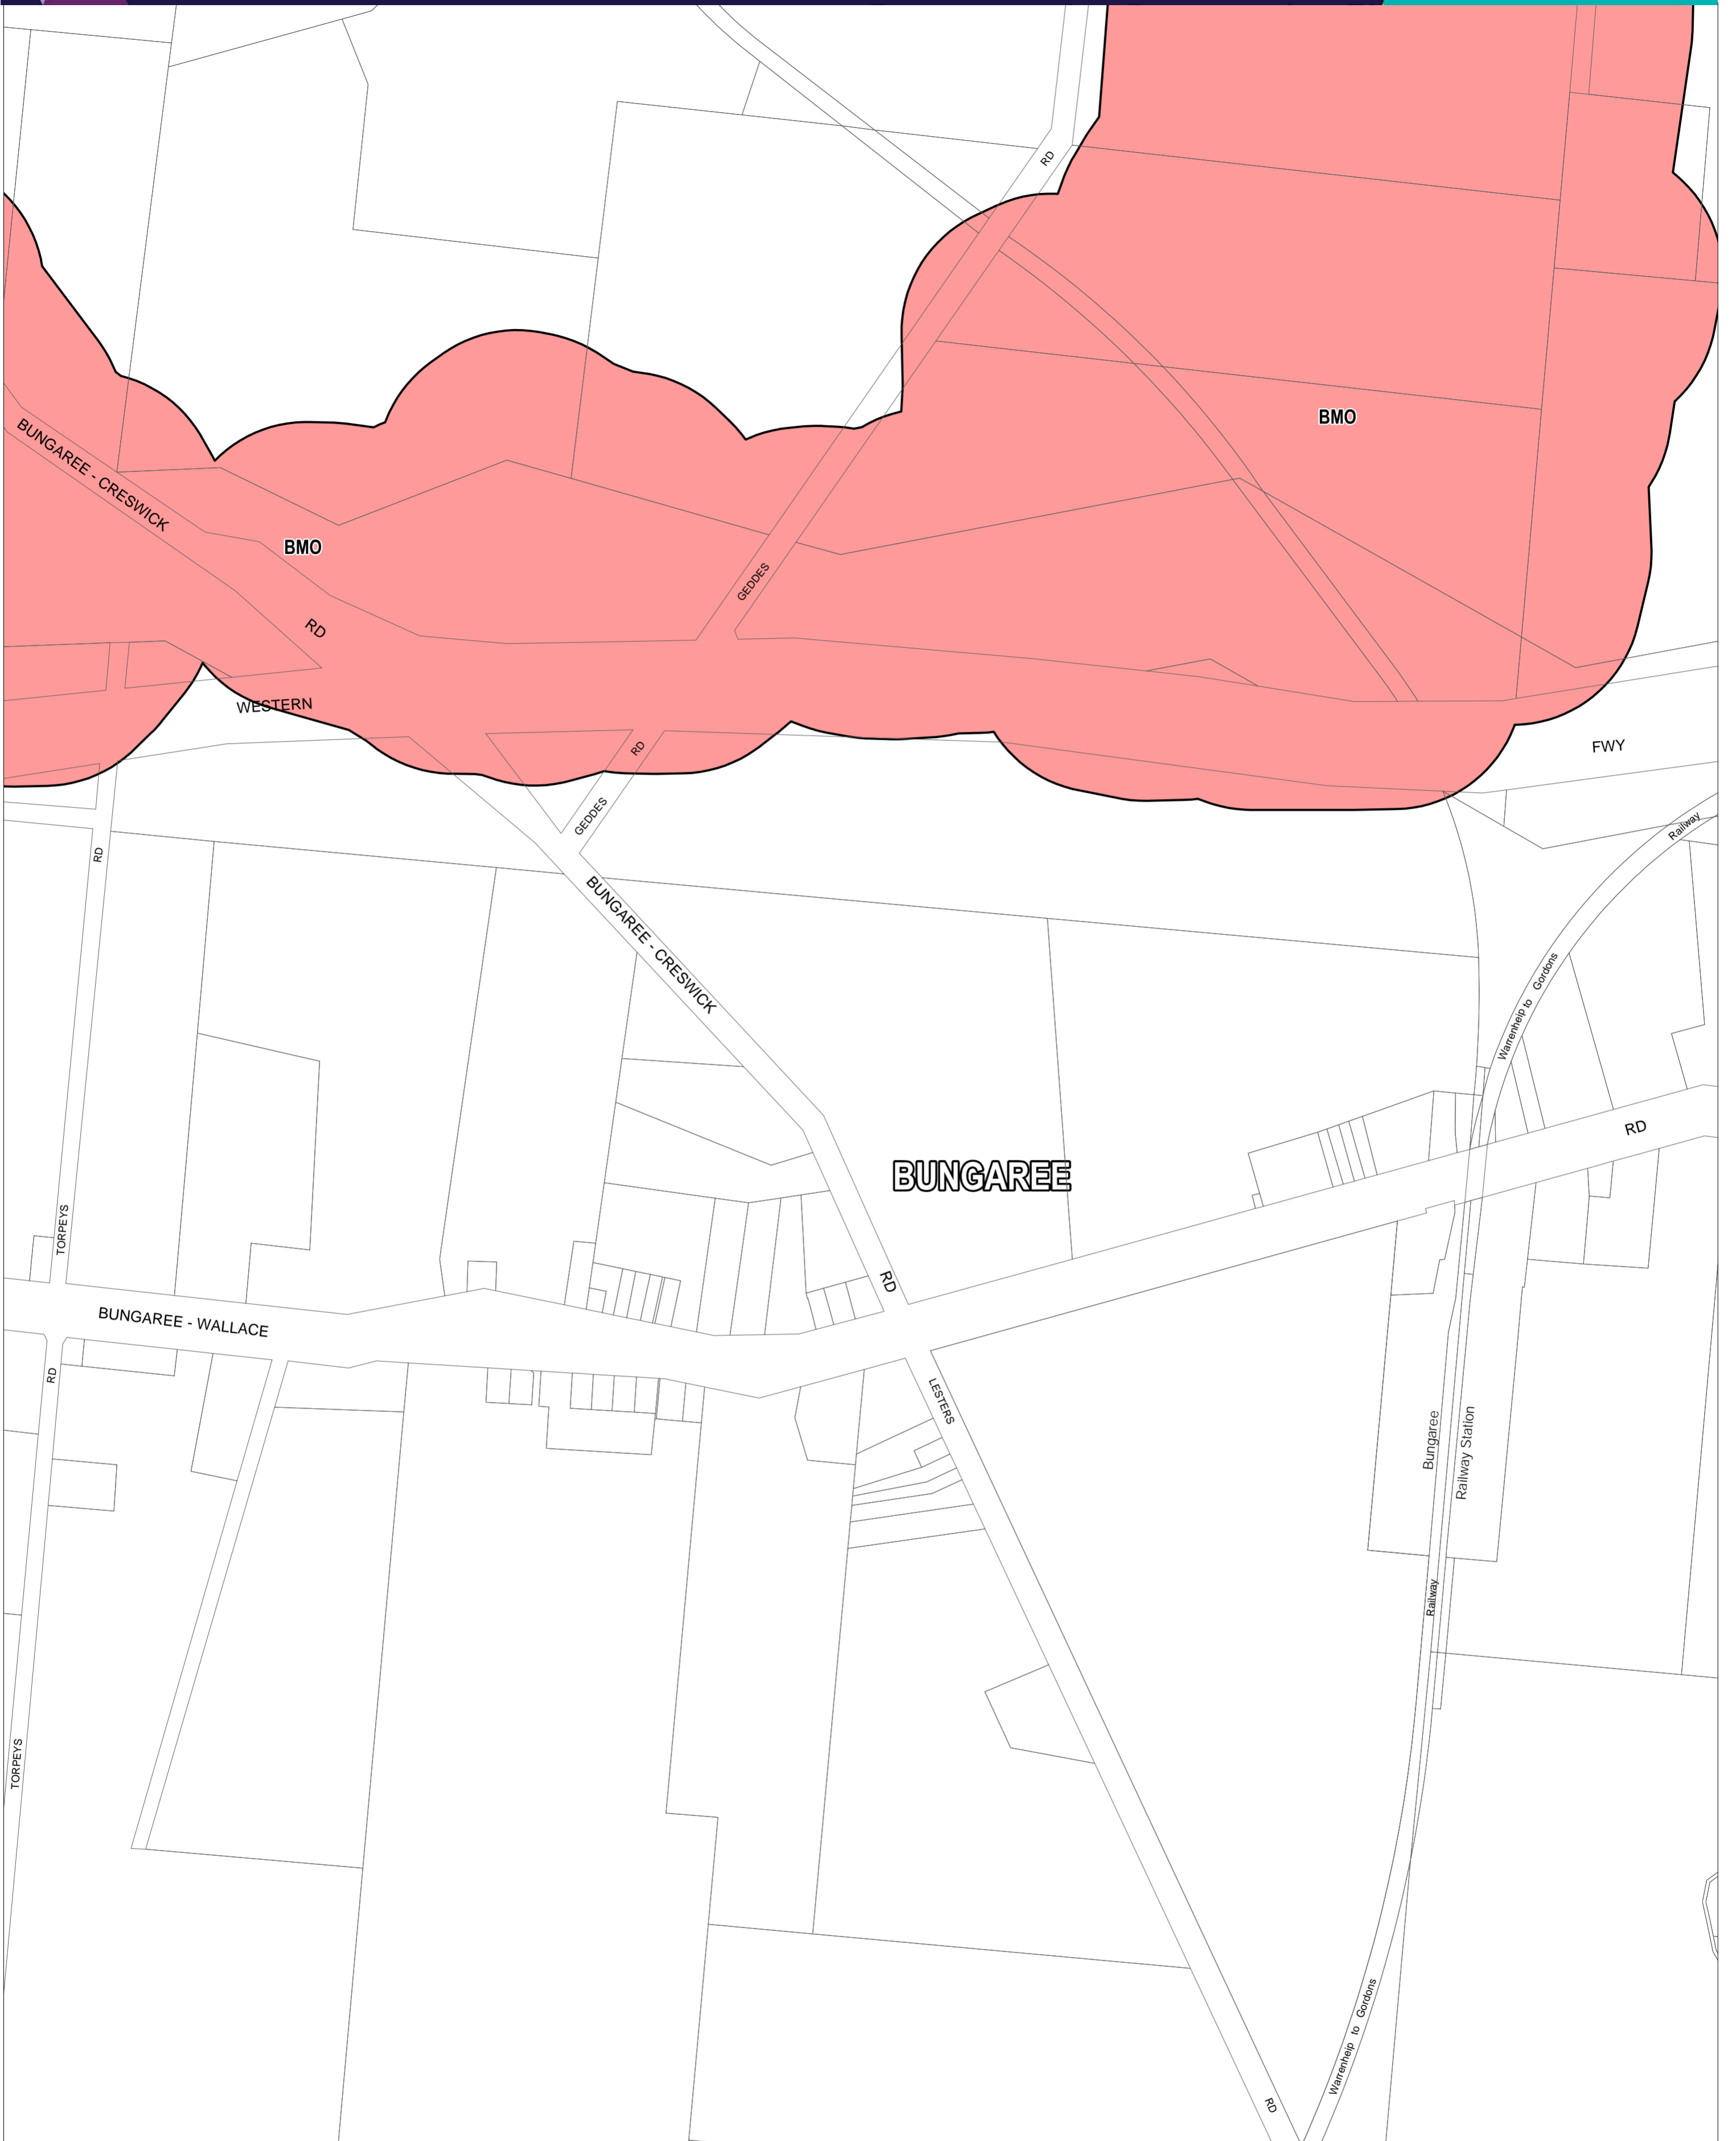 RD
BMO
BUNGAREE - CRESWICK
BMO
GEDDES
RD
WESTERN
RD
FWY
GEDDES
Railway
RD
BUNGAREE - CRESWICK
Warrenheip to Gordons
RD
BUNGAREE
TORPEYS
RD
BUNGAREE - WALLACE
RD
LESTERS
Bungaree
Railway Station
Railway
TORPEYS
Warrenheip to Gordons
RD